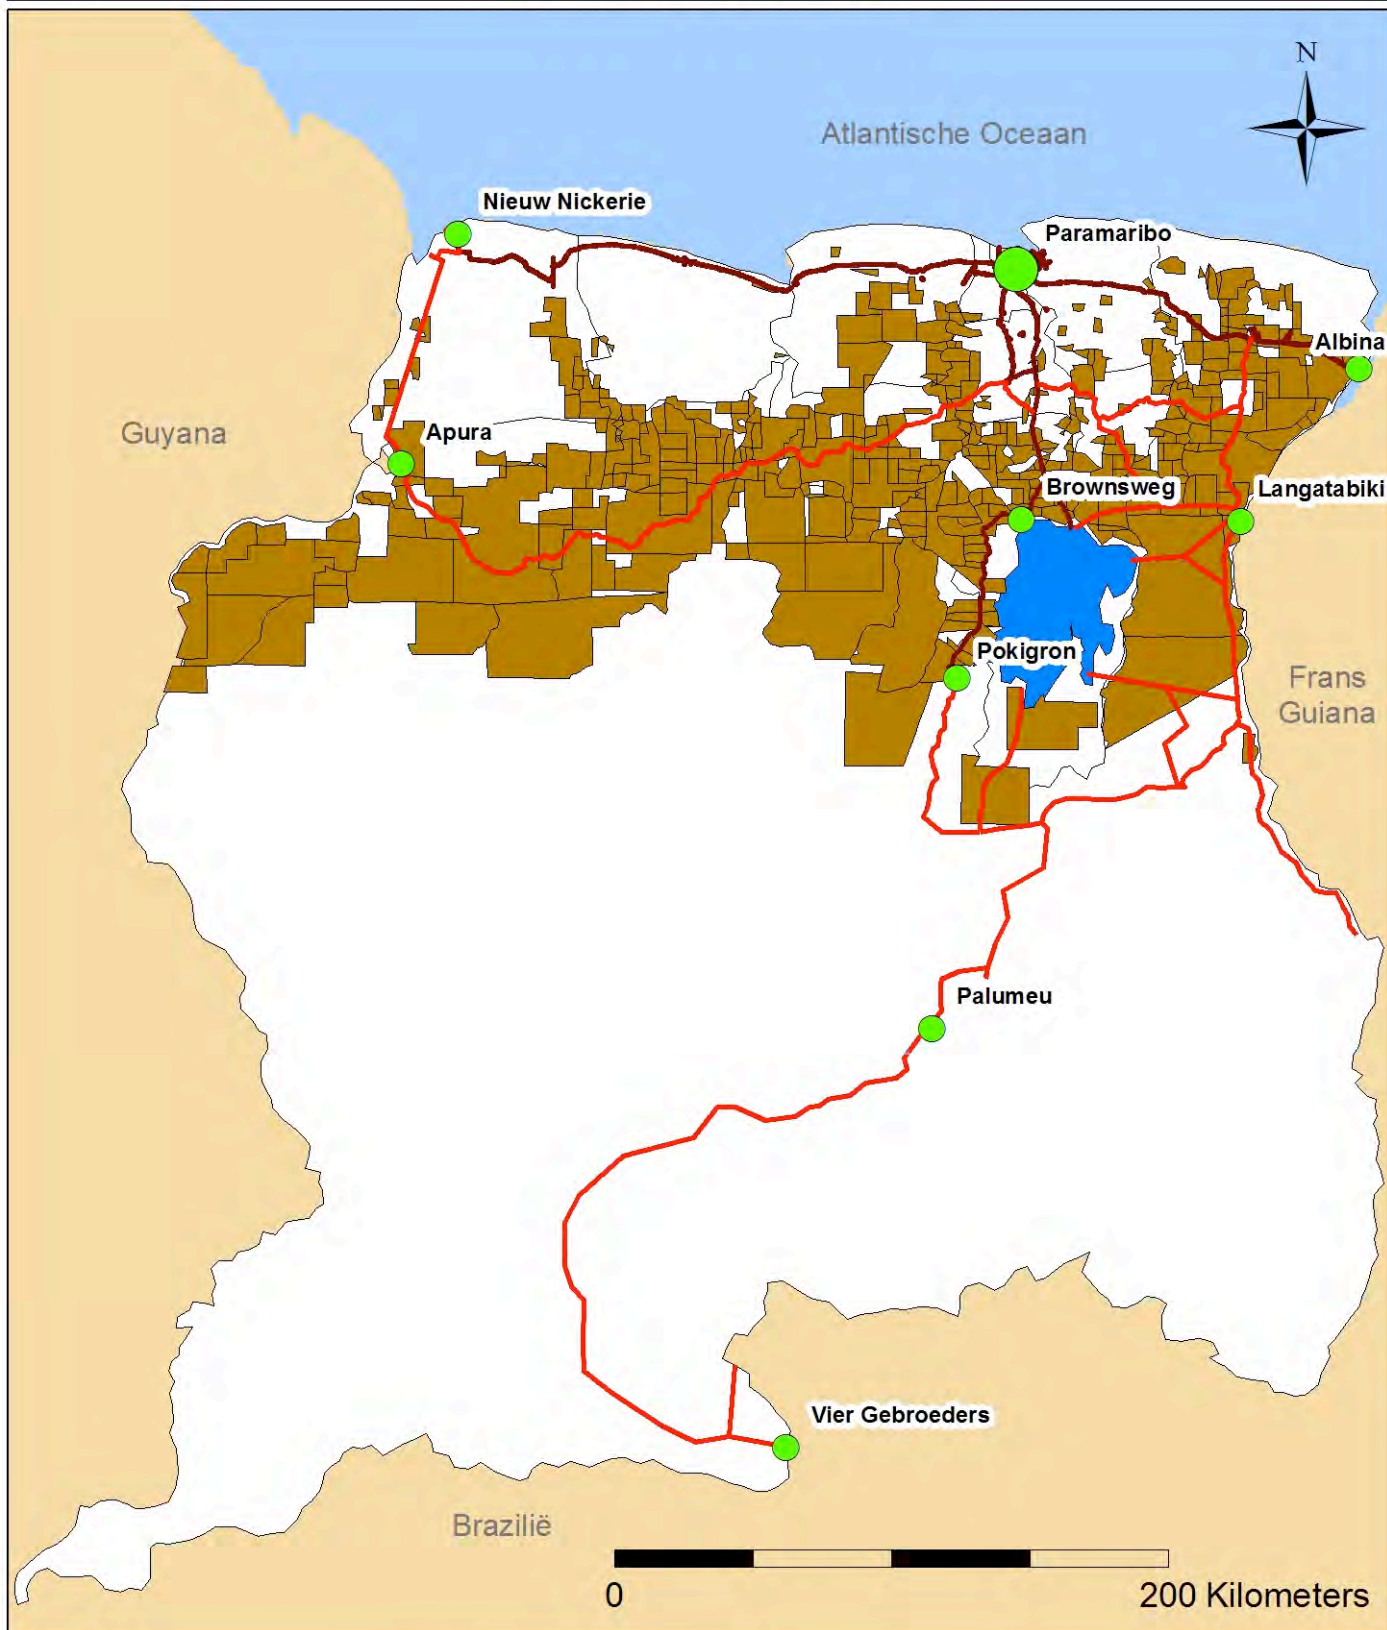 N
Atlantische Oceaan
Nieuw Nickerie
Paramaribo
Albina
Guyana
Apura
Brownsweg
Langatabiki
Pokigron
Frans
Guiana
Palumeu
Vier Gebroeders
Brazilië
0
200 Kilometers